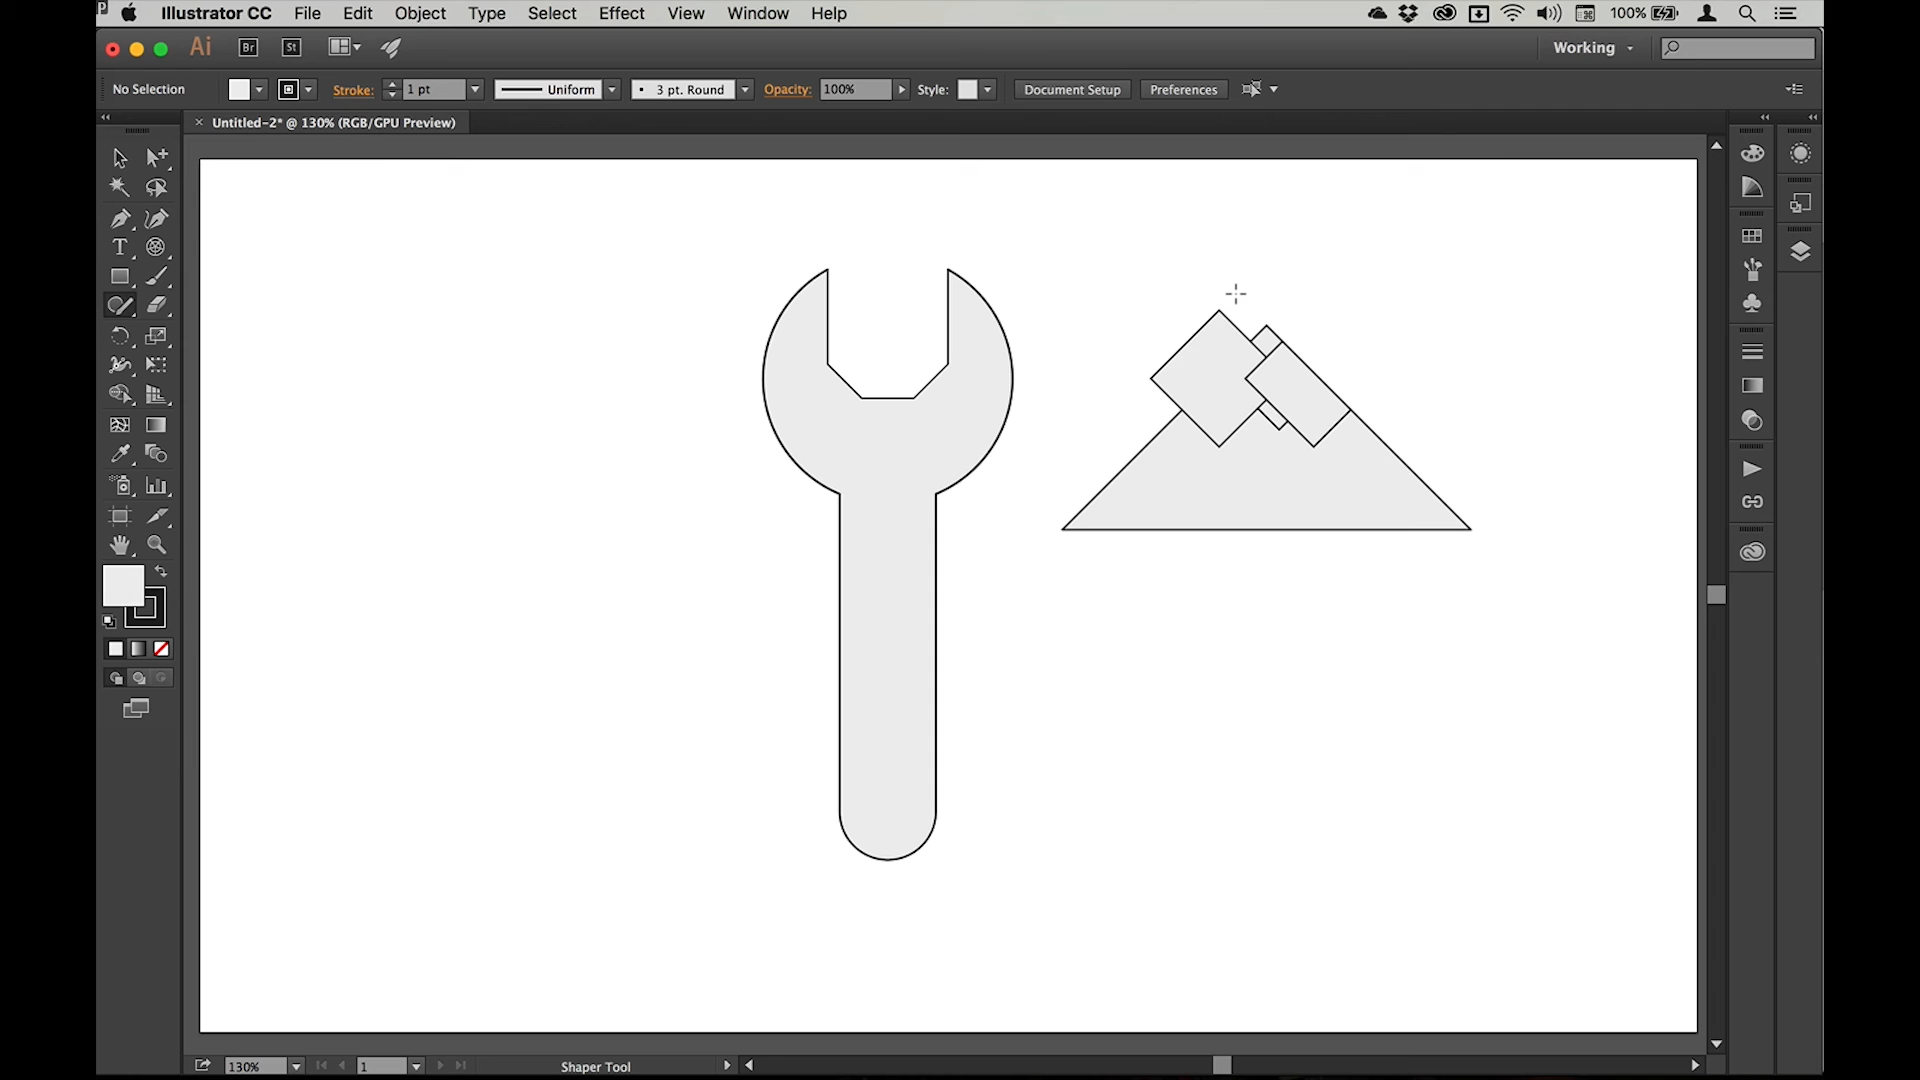 Illustrator CC File Edit Object Type Select Effect View Window Help 100%
Ai Br St Working
No Selection Stroke: 1 pt Uniform 3 pt. Round Opacity: 100% Style: Document Setup Preferences
× Untitled-2* @ 130% (RGB/GPU Preview)
T
130% 1 Shaper Tool